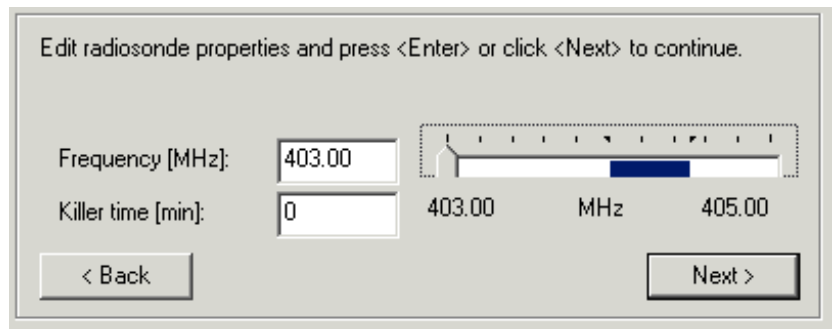 Edit radiosonde properties and press <Enter> or click <Next> to continue.
Frequency [MHz]: 403.00
Killer time [min]: 0 403.00 MHz 405.00
< Back Next >